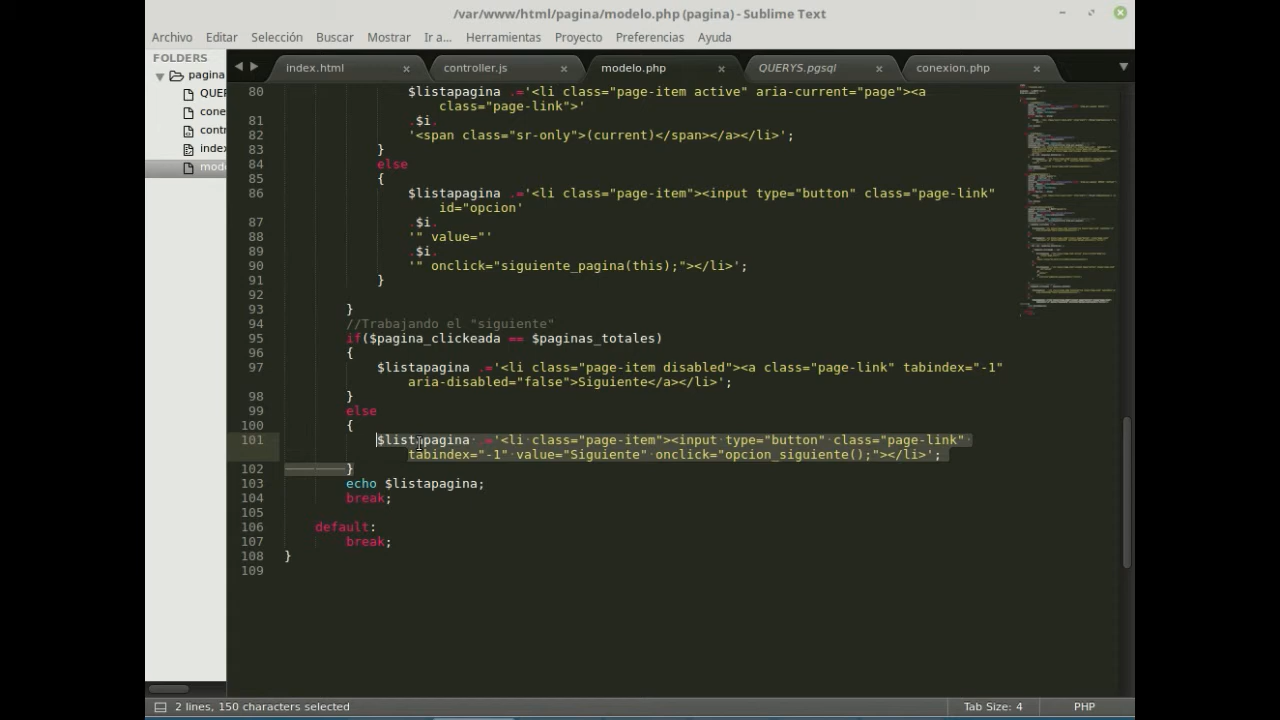 /var/www/html/pagina/modelo.php (pagina) - Sublime Text
Archivo Editar Selección Buscar Mostrar Ir a... Herramientas Proyecto Preferencias Ayuda
FOLDERS
pagina
QUER
cone
contr
index
mode
index.html controller.js modelo.php QUERYS.pgsql conexion.php
80 $listapagina .='<li class="page-item active" aria-current="page"><a
class="page-link">'
81 .$i.
82 '<span class="sr-only">(current)</span></a></li>';
83 }
84 else
85 {
86 $listapagina .='<li class="page-item"><input type="button" class="page-link"
id="opcion'
87 .$i.
88 '" value="'
89 .$i.
90 '" onclick="siguiente_pagina(this);"></li>';
91 }
92
93 }
94 //Trabajando el "siguiente"
95 if($pagina_clickeada == $paginas_totales)
96 {
97 $listapagina .='<li class="page-item disabled"><a class="page-link" tabindex="-1"
aria-disabled="false">Siguiente</a></li>';
98 }
99 else
100 {
101 $listapagina .='<li class="page-item"><input type="button" class="page-link"
tabindex="-1" value="Siguiente" onclick="opcion_siguiente();"></li>';
102 }
103 echo $listapagina;
104 break;
105
106 default:
107 break;
108 }
109
2 lines, 150 characters selected Tab Size: 4 PHP